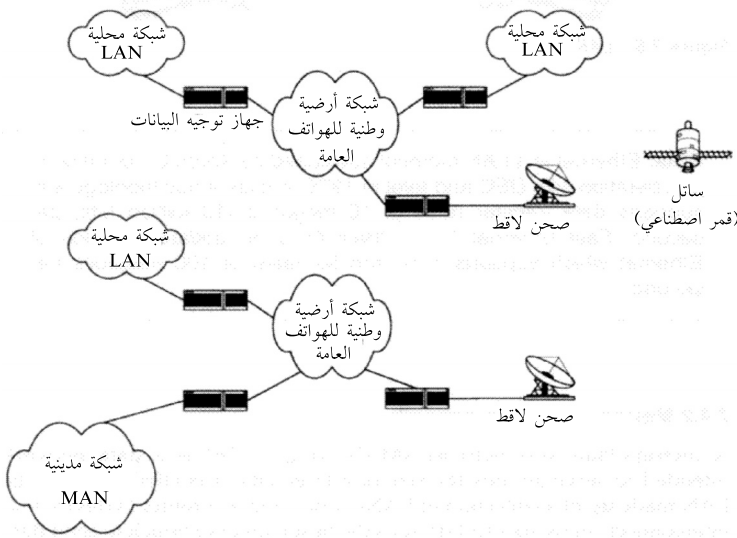 شبكة محلية
LAN
شبكة محلية
LAN
جهاز توجيه البيانات
شبكة أرضية
وطنية للهواتف
العامة
صحن لاقط
ساتل
(قمر اصطناعي)
شبكة محلية
LAN
شبكة أرضية
وطنية للهواتف
العامة
صحن لاقط
شبكة مدينية
MAN